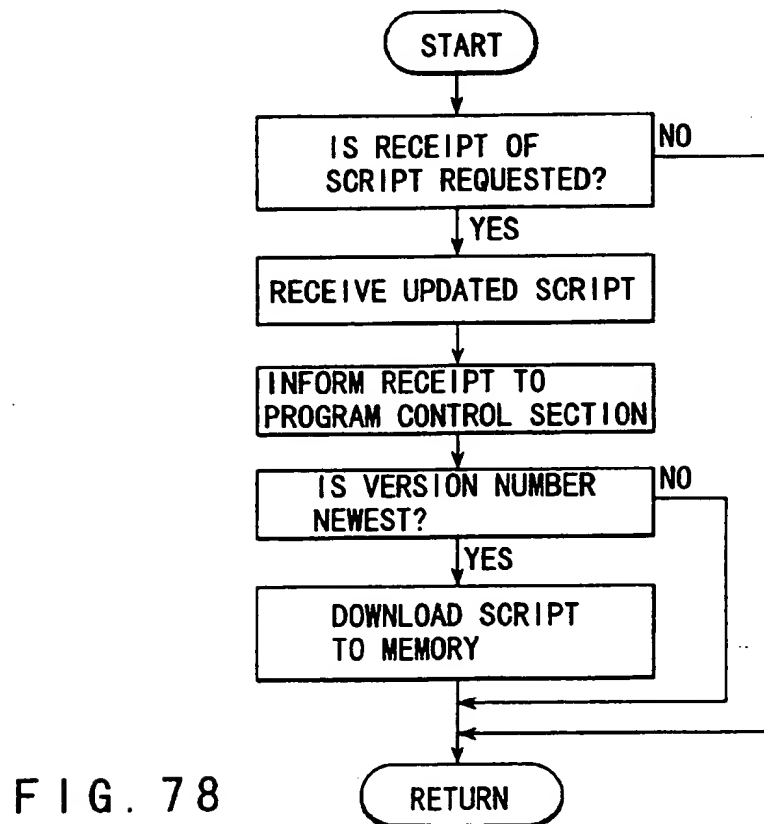 START
IS RECEIPT OF
SCRIPT REQUESTED?
NO
YES
RECEIVE UPDATED SCRIPT
INFORM RECEIPT TO
PROGRAM CONTROL SECTION
IS VERSION NUMBER
NEWEST?
NO
YES
DOWNLOAD SCRIPT
TO MEMORY
RETURN
FIG. 78